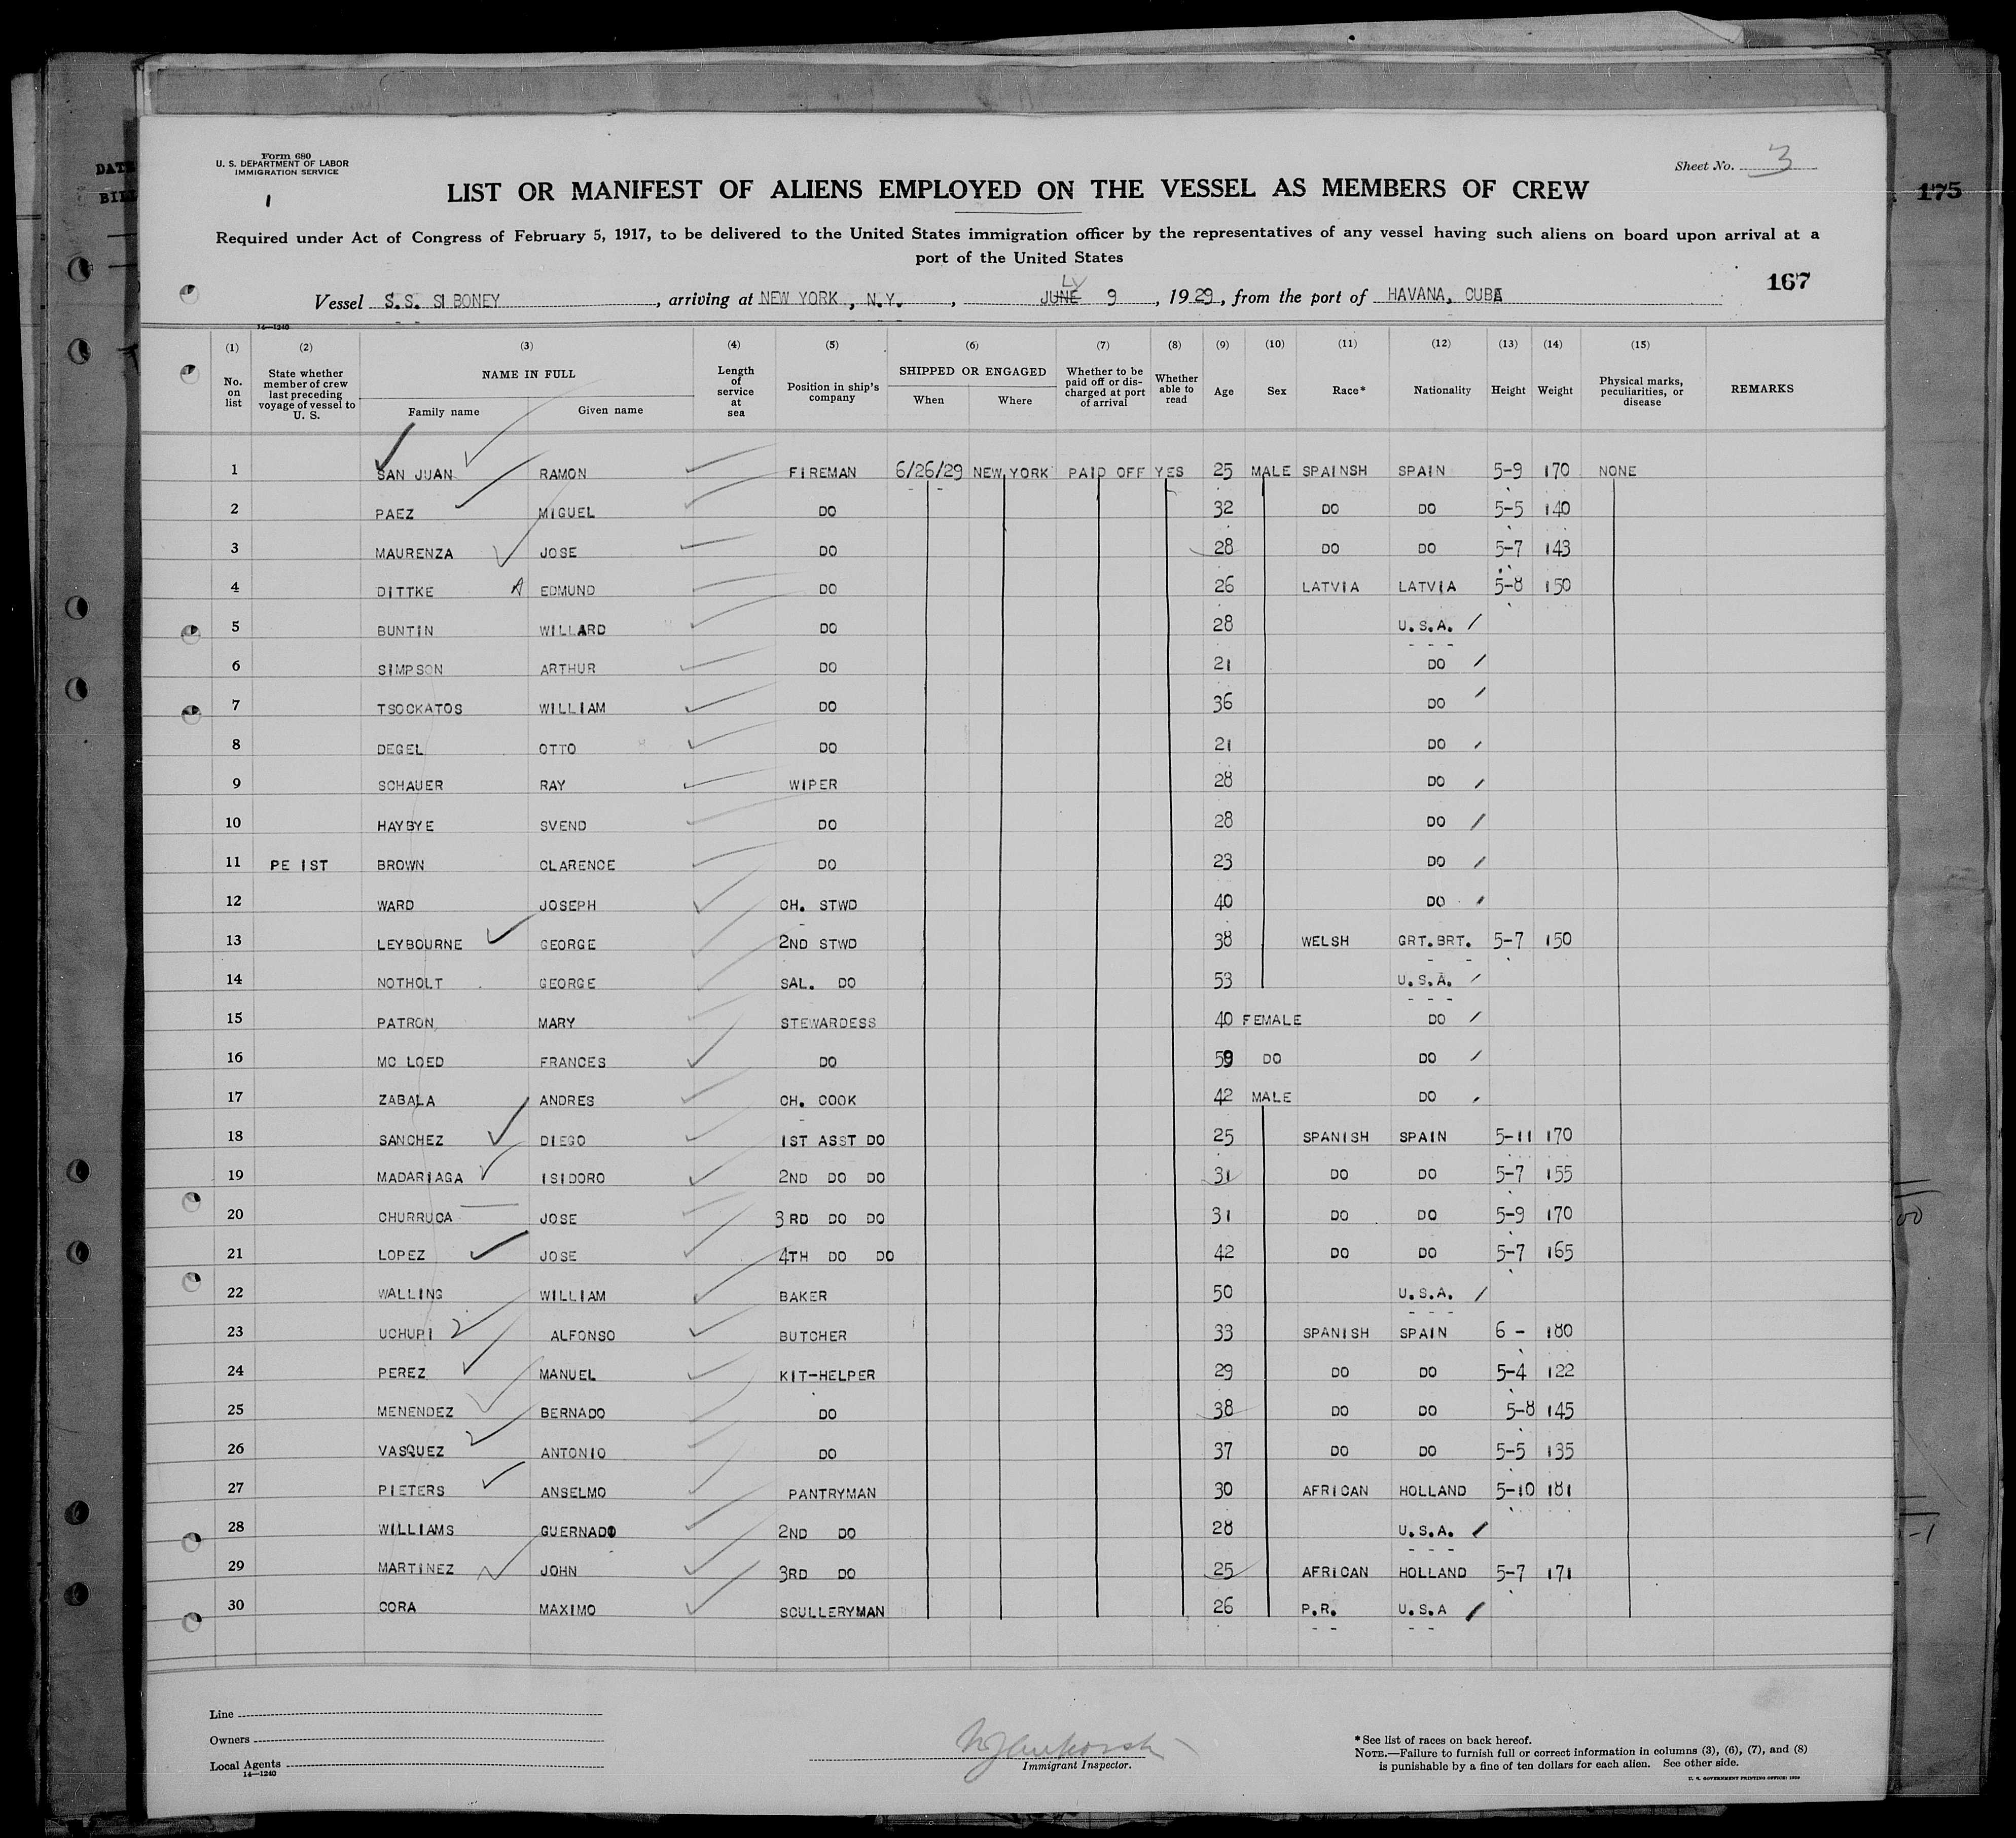 DATE
BILL
Form 680
U. S. DEPARTMENT OF LABOR
IMMIGRATION SERVICE
1
Sheet No. 3
175
LIST OR MANIFEST OF ALIENS EMPLOYED ON THE VESSEL AS MEMBERS OF CREW
Required under Act of Congress of February 5, 1917, to be delivered to the United States immigration officer by the representatives of any vessel having such aliens on board upon arrival at a
port of the United States
167
LY
Vessel S.S. SIBONEY, arriving at NEW YORK, N.Y., JUNE 9, 1929, from the port of HAVANA, CUBA
14—1240
(1) (2) (3) (4) (5) (6) (7) (8) (9) (10) (11) (12) (13) (14) (15)
No. on list
State whether member of crew last preceding voyage of vessel to U. S.
NAME IN FULL
Family name Given name
Length of service at sea
Position in ship's company
SHIPPED OR ENGAGED
When Where
Whether to be paid off or discharged at port of arrival
Whether able to read
Age Sex Race* Nationality Height Weight
Physical marks, peculiarities, or disease
REMARKS
1 SAN JUAN RAMON FIREMAN 6/26/29 NEW YORK PAID OFF YES 25 MALE SPAINSH SPAIN 5-9 170 NONE
2 PAEZ MIGUEL DO 32 DO DO 5-5 140
3 MAURENZA JOSE DO 28 DO DO 5-7 143
4 DITTKE A EDMUND DO 26 LATVIA LATVIA 5-8 150
5 BUNTIN WILLARD DO 28 U.S.A.
6 SIMPSON ARTHUR DO 21 DO
7 TSOCKATOS WILLIAM DO 36 DO
8 DEGEL OTTO DO 21 DO
9 SCHAUER RAY WIPER 28 DO
10 HAYBYE SVEND DO 28 DO
11 PE IST BROWN CLARENCE DO 23 DO
12 WARD JOSEPH CH. STWD 40 DO
13 LEYBOURNE GEORGE 2ND STWD 38 WELSH GRT.BRT. 5-7 150
14 NOTHOLT GEORGE SAL. DO 53 U.S.A.
15 PATRON MARY STEWARDESS 40 FEMALE DO
16 MC LOED FRANCES DO 59 DO DO
17 ZABALA ANDRES CH. COOK 42 MALE DO
18 SANCHEZ DIEGO 1ST ASST DO 25 SPANISH SPAIN 5-11 170
19 MADARIAGA ISIDORO 2ND DO DO 31 DO DO 5-7 155
20 CHURRUCA JOSE 3RD DO DO 31 DO DO 5-9 170
21 LOPEZ JOSE 4TH DO DO 42 DO DO 5-7 165
22 WALLING WILLIAM BAKER 50 U.S.A.
23 UCHUPI ALFONSO BUTCHER 33 SPANISH SPAIN 6 - 180
24 PEREZ MANUEL KIT-HELPER 29 DO DO 5-4 122
25 MENENDEZ BERNADO DO 38 DO DO 5-8 145
26 VASQUEZ ANTONIO DO 37 DO DO 5-5 135
27 PIETERS ANSELMO PANTRYMAN 30 AFRICAN HOLLAND 5-10 181
28 WILLIAMS GUERNADO 2ND DO 28 U.S.A.
29 MARTINEZ JOHN 3RD DO 25 AFRICAN HOLLAND 5-7 171
30 CORA MAXIMO SCULLERYMAN 26 P.R. U.S.A
Line
Owners
Local Agents
14—1240
Immigrant Inspector.
*See list of races on back hereof.
NOTE.—Failure to furnish full or correct information in columns (3), (6), (7), and (8)
is punishable by a fine of ten dollars for each alien. See other side.
U. S. GOVERNMENT PRINTING OFFICE: 1929